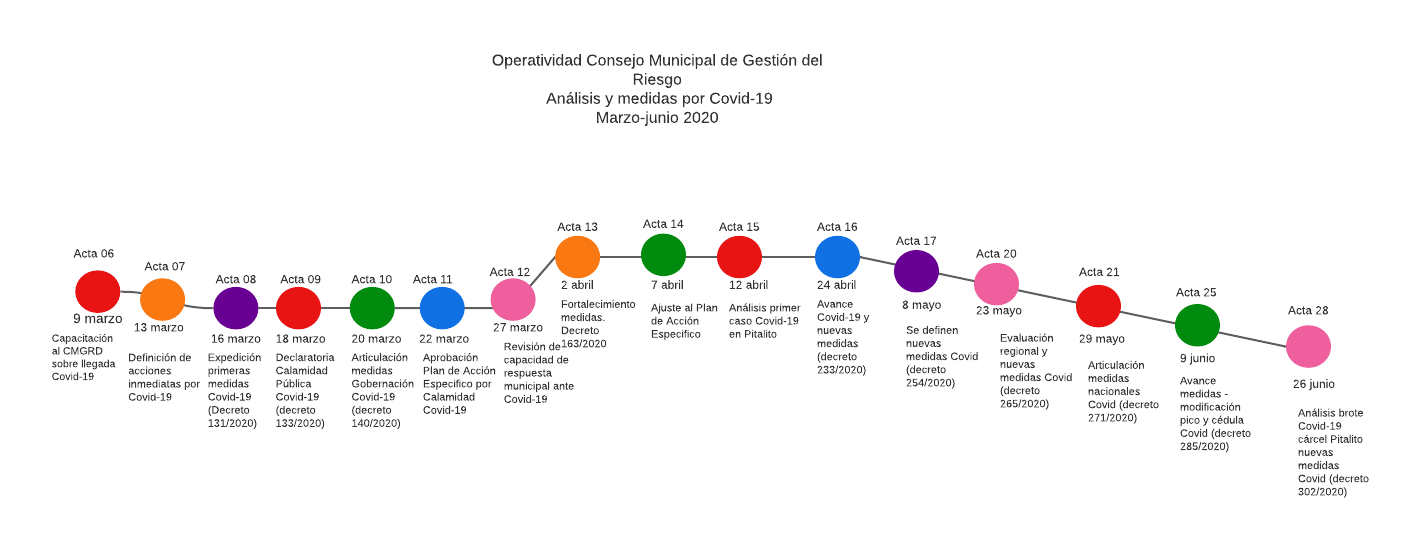 Operatividad Consejo Municipal de Gestión del
Riesgo
Análisis y medidas por Covid-19
Marzo-junio 2020
Acta 06
9 marzo
Capacitación
al CMGRD
sobre llegada
Covid-19
Acta 07
13 marzo
Definición de
acciones
inmediatas por
Covid-19
Acta 08
16 marzo
Expedición
primeras
medidas
Covid-19
(Decreto
131/2020)
Acta 09
18 marzo
Declaratoria
Calamidad
Pública
Covid-19
(decreto
133/2020)
Acta 10
20 marzo
Articulación
medidas
Gobernación
Covid-19
(decreto
140/2020)
Acta 11
22 marzo
Aprobación
Plan de Acción
Especifico por
Calamidad
Covid-19
Acta 12
27 marzo
Revisión de
capacidad de
respuesta
municipal ante
Covid-19
Acta 13
2 abril
Fortalecimiento
medidas.
Decreto
163/2020
Acta 14
7 abril
Ajuste al Plan
de Acción
Especifico
Acta 15
12 abril
Análisis primer
caso Covid-19
en Pitalito
Acta 16
24 abril
Avance
Covid-19 y
nuevas
medidas
(decreto
233/2020)
Acta 17
8 mayo
Se definen
nuevas
medidas Covid
(decreto
254/2020)
Acta 20
23 mayo
Evaluación
regional y
nuevas
medidas Covid
(decreto
265/2020)
Acta 21
29 mayo
Articulación
medidas
nacionales
Covid (decreto
271/2020)
Acta 25
9 junio
Avance
medidas -
modificación
pico y cédula
Covid (decreto
285/2020)
Acta 28
26 junio
Análisis brote
Covid-19
cárcel Pitalito
nuevas
medidas
Covid (decreto
302/2020)